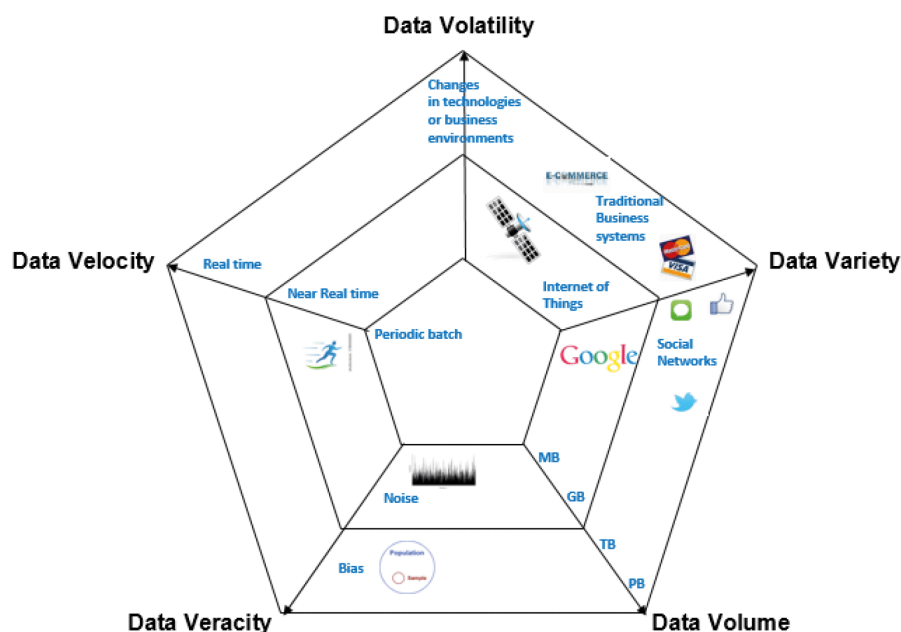 Data Volatility
Changes
in technologies
or business
environments
E-COMMERCE
Traditional
Business
systems
MasterCard
VISA
Data Velocity
Real time
Data Variety
Near Real time
Internet of
Things
Periodic batch
Google
Social
Networks
MB
Noise
GB
TB
Bias
Population
Sample
PB
Data Veracity
Data Volume